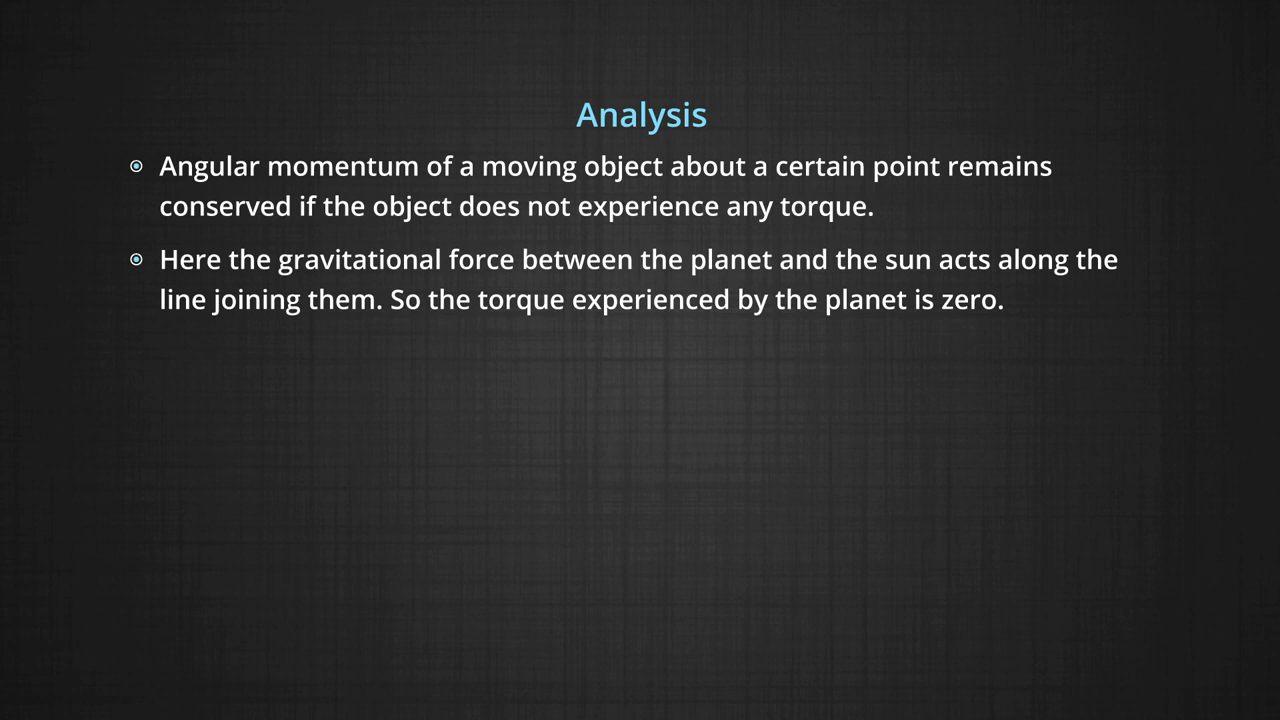 Analysis
Angular momentum of a moving object about a certain point remains
conserved if the object does not experience any torque.
Here the gravitational force between the planet and the sun acts along the
line joining them. So the torque experienced by the planet is zero.